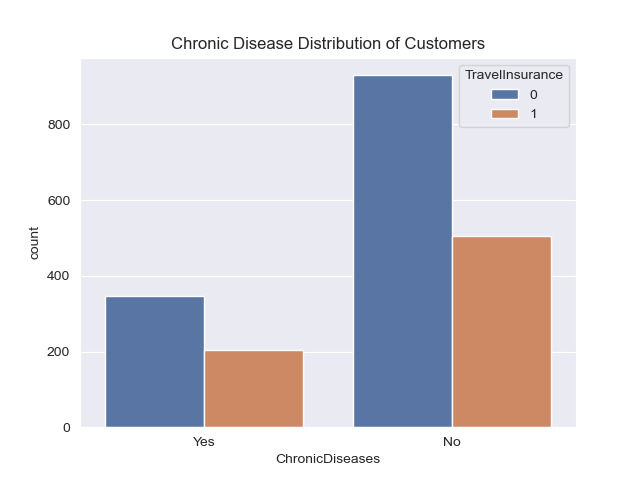 Chronic Disease Distribution of Customers
TravelInsurance
0
1
800
600
400
200
0
count
Yes
No
ChronicDiseases